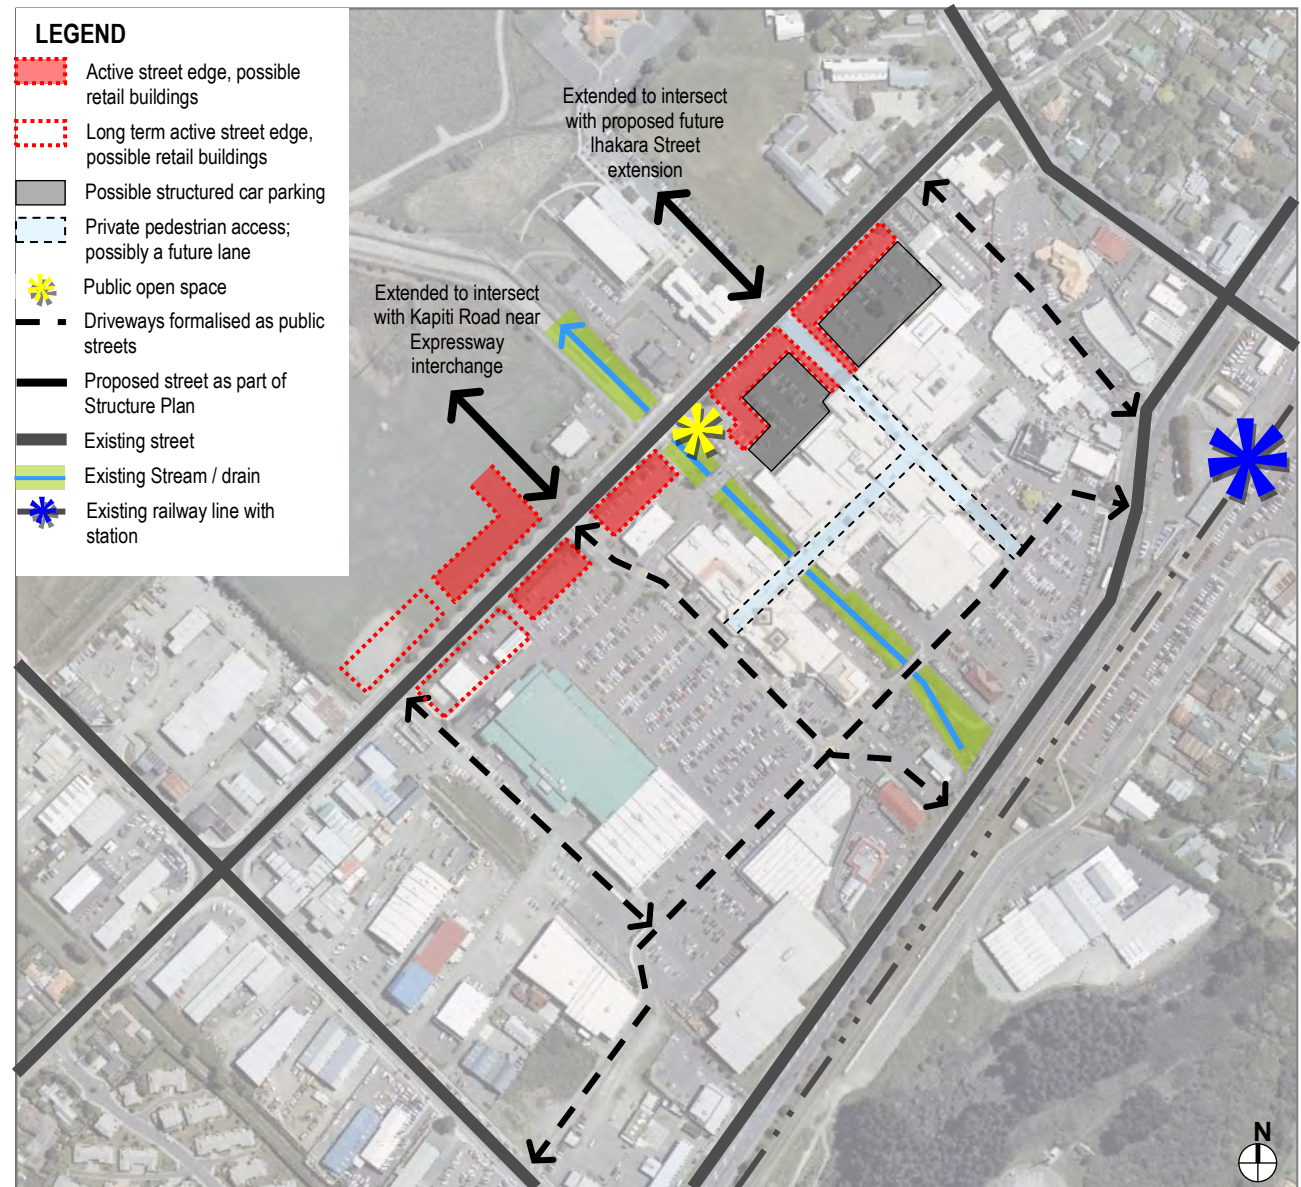 LEGEND
Active street edge, possible
retail buildings
Long term active street edge,
possible retail buildings
Possible structured car parking
Private pedestrian access;
possibly a future lane
Public open space
Driveways formalised as public
streets
Proposed street as part of
Structure Plan
Existing street
Existing Stream / drain
Existing railway line with
station
Extended to intersect
with proposed future
Ihakara Street
extension
Extended to intersect
with Kapiti Road near
Expressway
interchange
N